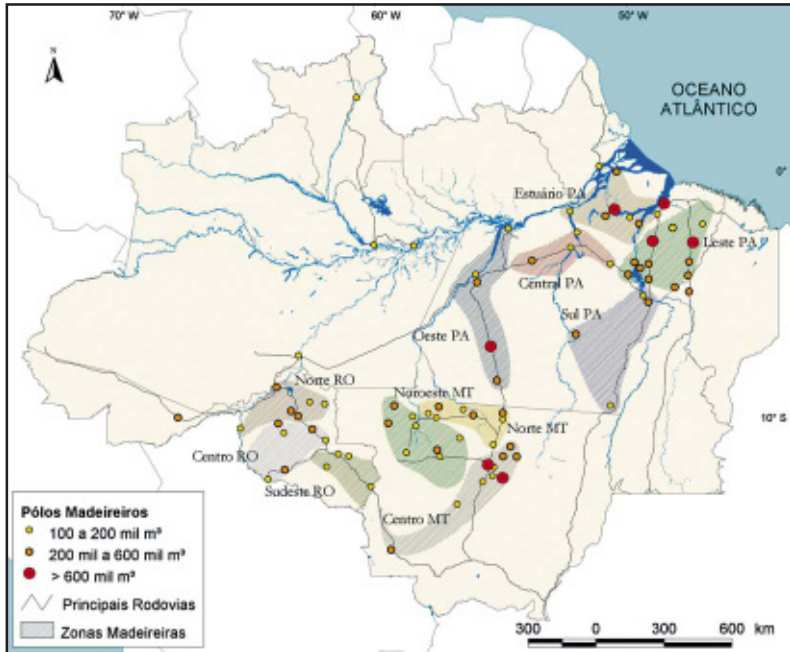 70° W
60° W
50° W
N
OCEANO
ATLÂNTICO
0°
Estuário PA
Leste PA
Central PA
Sul PA
Oeste PA
Norte RO
Noroeste MT
10° S
Norte MT
Centro RO
Sudeste RO
Centro MT
Pólos Madeireiros
100 a 200 mil m³
200 mil a 600 mil m³
> 600 mil m³
Principais Rodovias
Zonas Madeireiras
300 0 300 600 km